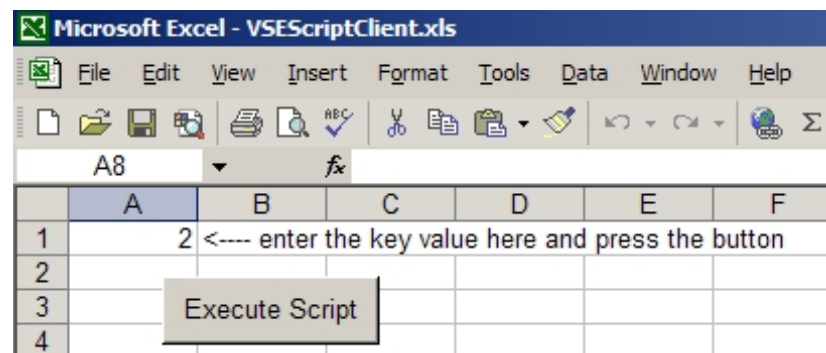 Microsoft Excel - VSEScriptClient.xls
File Edit View Insert Format Tools Data Window Help
ABC Σ
A8 fx
A B C D E F
1 2 <---- enter the key value here and press the button
2
3 Execute Script
4